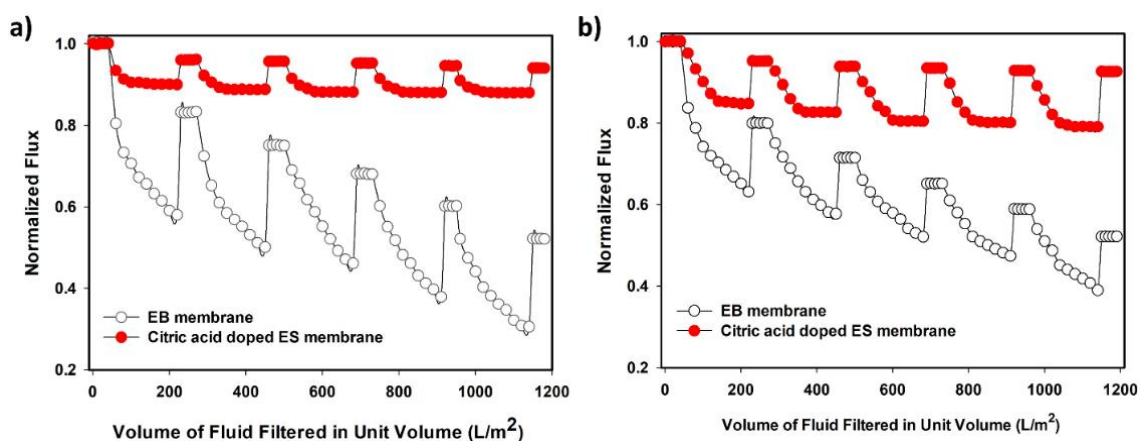 a)
1.0
0.8
0.6
0.4
0.2
Normalized Flux
EB membrane
Citric acid doped ES membrane
0 200 400 600 800 1000 1200
Volume of Fluid Filtered in Unit Volume (L/m²)
b)
1.0
0.8
0.6
0.4
0.2
Normalized Flux
EB membrane
Citric acid doped ES membrane
0 200 400 600 800 1000 1200
Volume of Fluid Filtered in Unit Volume (L/m²)